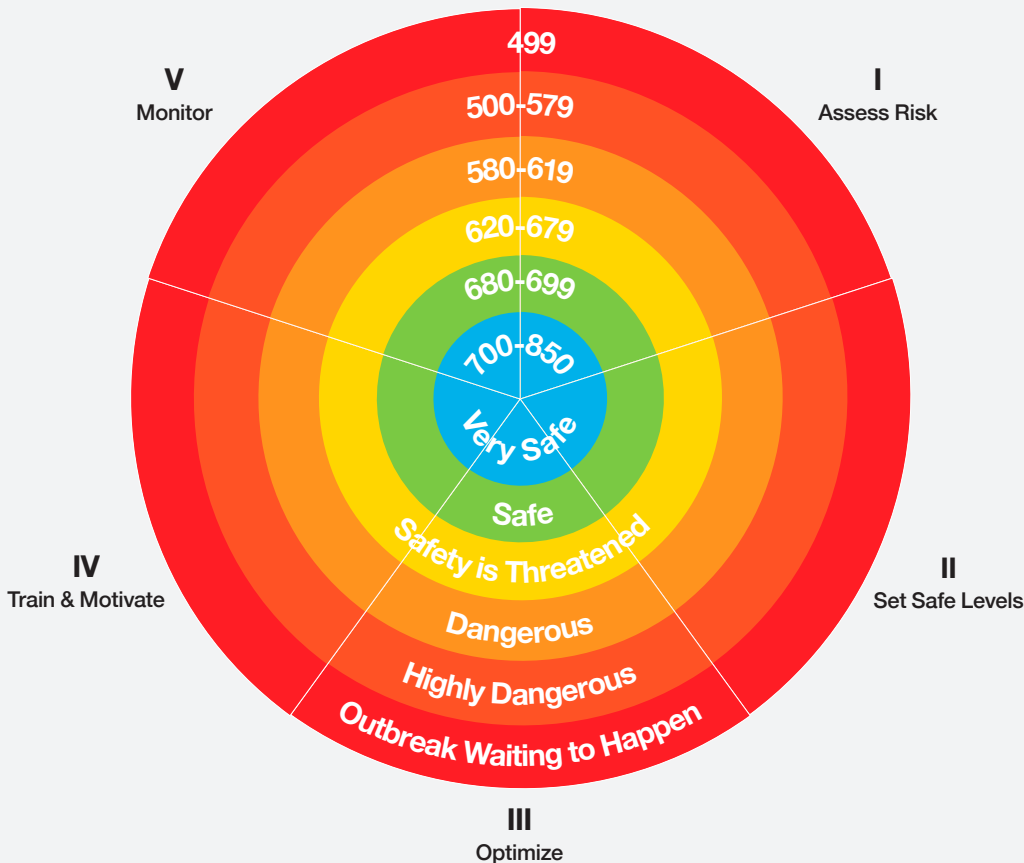 499
V
Monitor
I
Assess Risk
500-579
580-619
620-679
680-699
700-850
Very Safe
Safe
Safety is Threatened
IV
Train & Motivate
II
Set Safe Levels
Dangerous
Highly Dangerous
Outbreak Waiting to Happen
III
Optimize